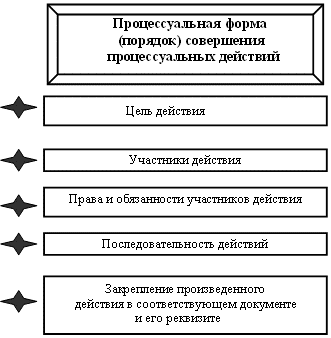 Процессуальная форма
(порядок) совершения
процессуальных действий
Цель действия
Участники действия
Права и обязанности участников действия
Последовательность действий
Закрепление произведенного
действия в соответствующем документе
и его реквизите